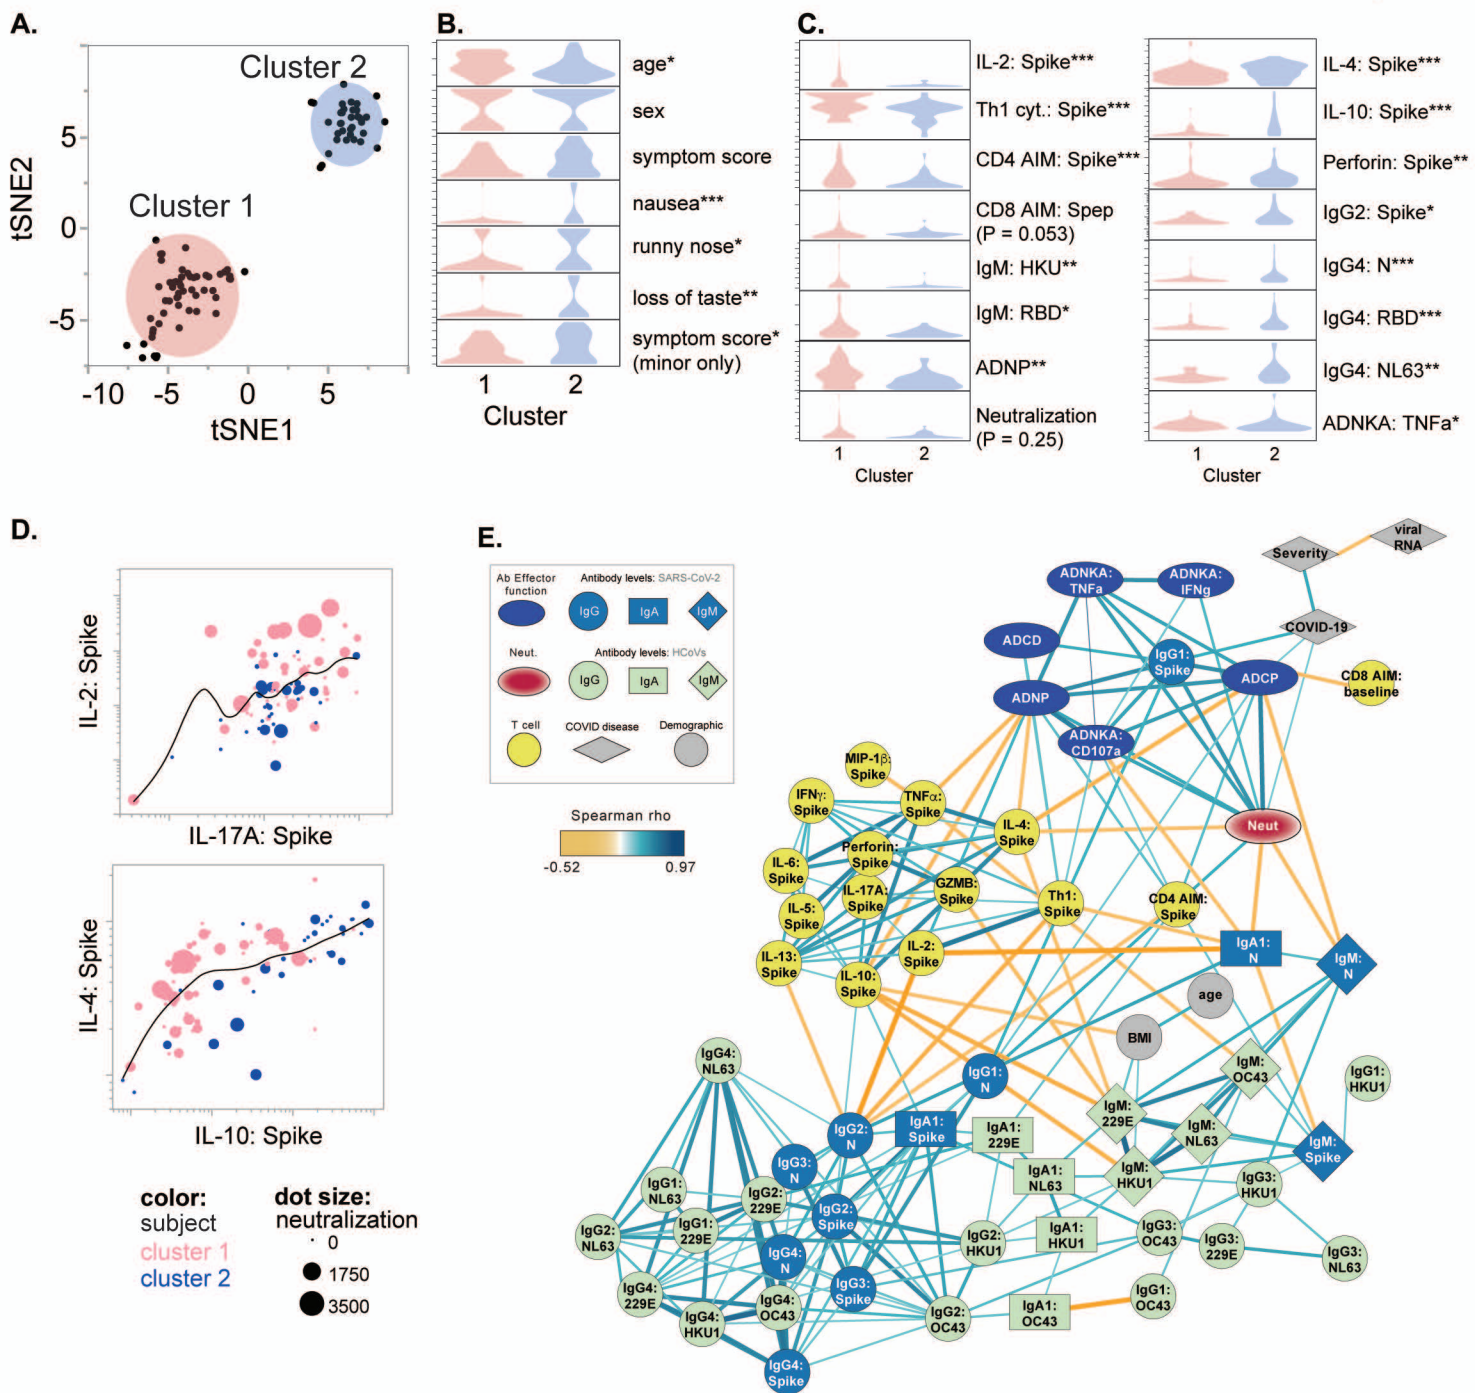 A.
Cluster 2
Cluster 1
tSNE2
5
0
-5
-10
-5
0
5
tSNE1
B.
age*
sex
symptom score
nausea***
runny nose*
loss of taste**
symptom score*
(minor only)
1
2
Cluster
C.
IL-2: Spike***
Th1 cyt.: Spike***
CD4 AIM: Spike***
CD8 AIM: Spep
(P = 0.053)
IgM: HKU**
IgM: RBD*
ADNP**
Neutralization
(P = 0.25)
1
2
Cluster
IL-4: Spike***
IL-10: Spike***
Perforin: Spike**
IgG2: Spike*
IgG4: N***
IgG4: RBD***
IgG4: NL63**
ADNKA: TNFa*
1
2
Cluster
D.
IL-2: Spike
IL-17A: Spike
IL-4: Spike
IL-10: Spike
color:
subject
cluster 1
cluster 2
dot size:
neutralization
0
1750
3500
E.
Ab Effector
function
Antibody levels: SARS-CoV-2
IgG
IgA
IgM
Neut.
Antibody levels: HCoVs
IgG
IgA
IgM
T cell
COVID disease
Demographic
Spearman rho
-0.52
0.97
viral
RNA
Severity
COVID-19
ADNKA:
TNFa
ADNKA:
IFNg
ADCD
IgG1:
Spike
ADCP
CD8 AIM:
baseline
ADNP
ADNKA:
CD107a
MIP-1β:
Spike
IFNγ:
Spike
TNFα:
Spike
IL-4:
Spike
Neut
Perforin:
Spike
IL-6:
Spike
IL-17A:
Spike
GZMB:
Spike
Th1:
Spike
CD4 AIM:
Spike
IL-5:
Spike
IL-13:
Spike
IL-2:
Spike
IL-10:
Spike
IgA1:
N
IgM:
N
age
BMI
IgG4:
NL63
IgG1:
N
IgM:
OC43
IgG1:
HKU1
IgM:
229E
IgG2:
N
IgA1:
Spike
IgA1:
229E
IgM:
NL63
IgM:
Spike
IgG3:
N
IgA1:
NL63
IgM:
HKU1
IgG3:
HKU1
IgG1:
NL63
IgG2:
229E
IgG2:
Spike
IgG2:
NL63
IgG1:
229E
IgG4:
N
IgG2:
HKU1
IgA1:
HKU1
IgG3:
OC43
IgG3:
229E
IgG3:
NL63
IgG4:
229E
IgG4:
OC43
IgG3:
Spike
IgG4:
HKU1
IgG2:
OC43
IgA1:
OC43
IgG1:
OC43
IgG4:
Spike